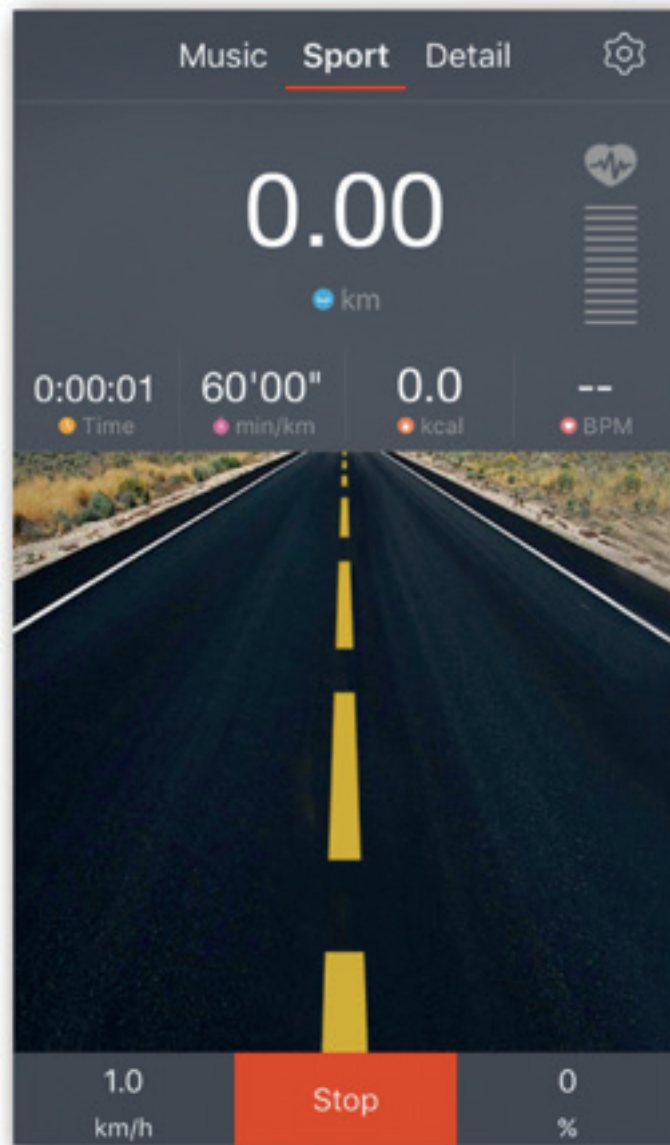 Music Sport Detail
0.00
km
0:00:01 60'00" 0.0 --
Time min/km kcal BPM
1.0 Stop 0
km/h %